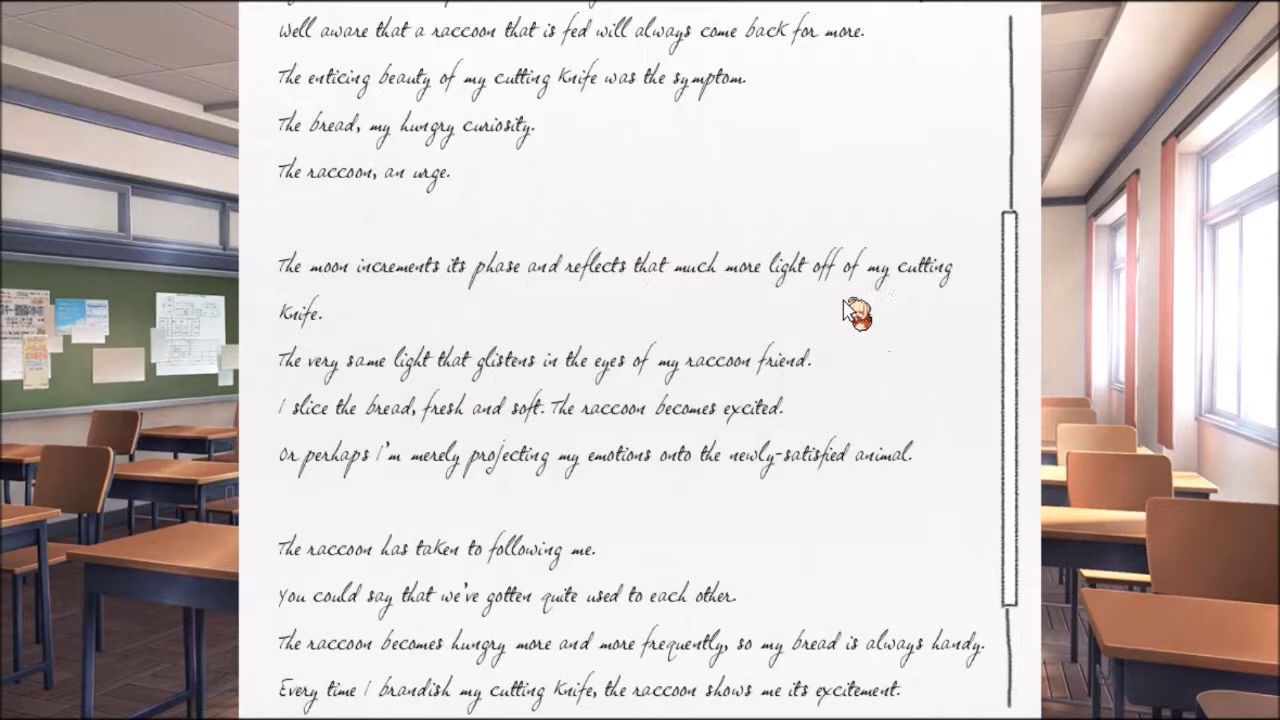 Well aware that a raccoon that is fed will always come back for more.
The enticing beauty of my cutting knife was the symptom.
The bread, my hungry curiosity.
The raccoon, an urge.
The moon increments its phase and reflects that much more light off of my cutting
knife.
The very same light that glistens in the eyes of my raccoon friend.
I slice the bread, fresh and soft. The raccoon becomes excited.
Or perhaps I'm merely projecting my emotions onto the newly-satisfied animal.
The raccoon has taken to following me.
You could say that we've gotten quite used to each other.
The raccoon becomes hungry more and more frequently, so my bread is always handy.
Every time I brandish my cutting knife, the raccoon shows me its excitement.